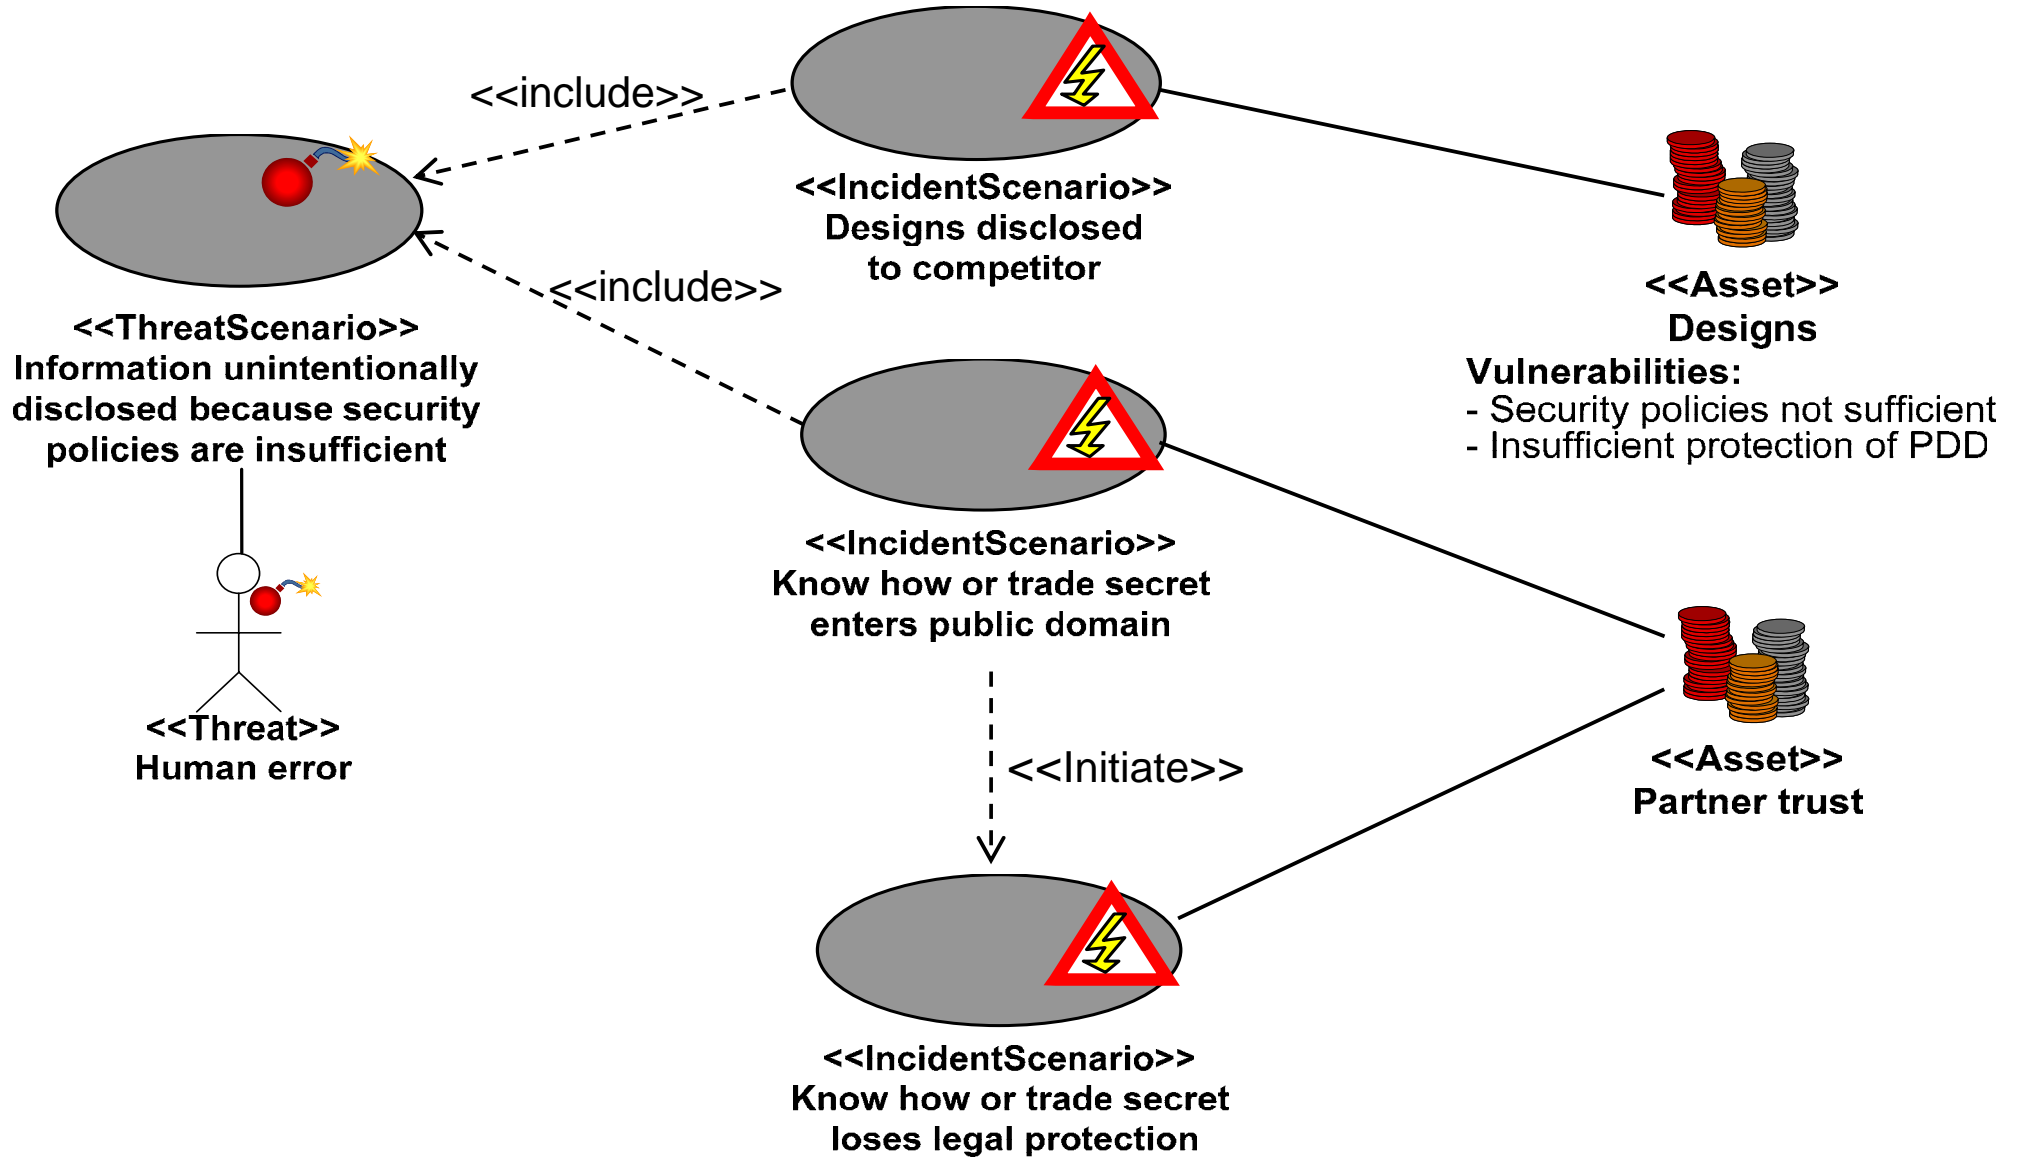 <<include>>
<<IncidentScenario>>
Designs disclosed
to competitor
<<include>>
<<Asset>>
Designs
Vulnerabilities:
- Security policies not sufficient
- Insufficient protection of PDD
<<ThreatScenario>>
Information unintentionally
disclosed because security
policies are insufficient
<<IncidentScenario>>
Know how or trade secret
enters public domain
<<Threat>>
Human error
<<Initiate>>
<<Asset>>
Partner trust
<<IncidentScenario>>
Know how or trade secret
loses legal protection